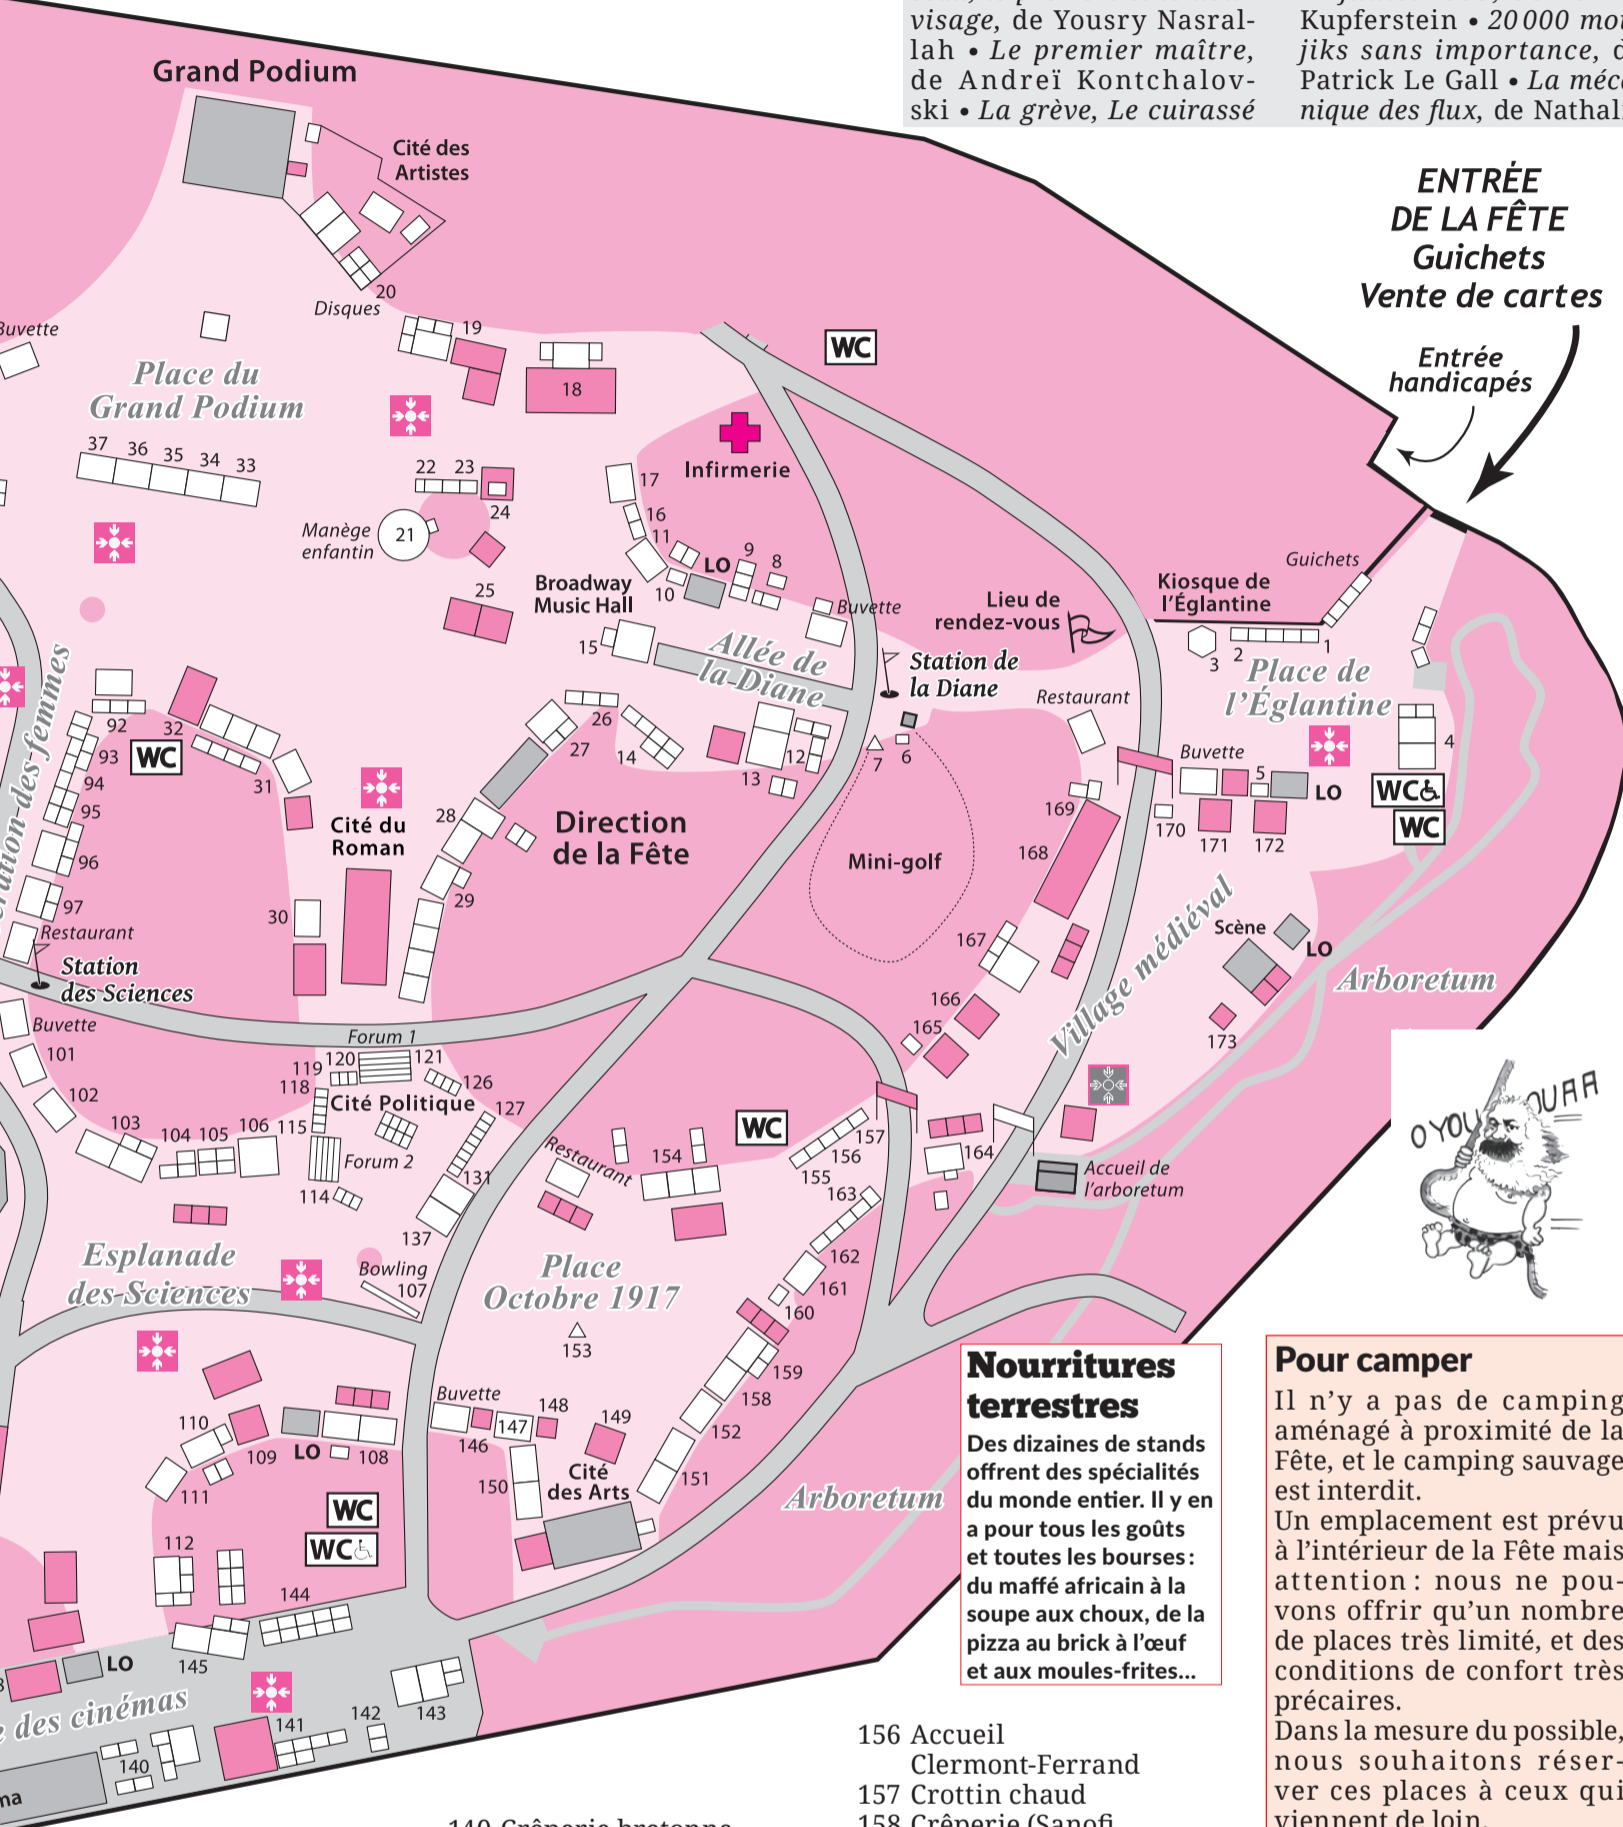 visage, de Yousry Nasral-
lah • Le premier maître,
de Andreï Kontchalov-
ski • La grève, Le cuirassé
Kupferstein • 20 000 mou
jiks sans importance, d
Patrick Le Gall • La méc
nique des flux, de Nathal
Grand Podium
Cité des
Artistes
ENTRÉE
DE LA FÊTE
Guichets
Vente de cartes
Entrée
handicapés
20
Disques
19
Buvette
WC
18
Place du
Grand Podium
37 36 35 34 33
Infirmerie
22 23
24
17
16
11
Manège
enfantin
21
LO
9
8
10
Broadway
Music Hall
25
15
Buvette
Allée de
la Diane
Lieu de
rendez-vous
Station de
la Diane
Guichets
Kiosque de
l'Églantine
3 2 1
Place de
l'Églantine
Restaurant
4
Buvette
5
LO
WC
WC
170
171
172
92
93
94
95
96
97
32
WC
31
26
27
14
13
12
7
6
28
29
30
Cité du
Roman
Direction
de la Fête
Mini-golf
169
168
167
166
165
Village médiéval
Scène
LO
Arboretum
173
Restaurant
Station
des Sciences
Buvette
101
102
103
104 105 106
Forum 1
119 120 121
118
126
127
115
Cité Politique
Forum 2
114
131
137
WC
Restaurant
154
157
156
155
163
164
162
161
160
159
158
152
151
Accueil de
l'arboretum
O YOU OUAA
Esplanade
des Sciences
Bowling
107
Place
Octobre 1917
153
Buvette
146
147
148
149
150
Cité
des Arts
110
109
LO
108
111
WC
WC
112
144
145
LO
des cinémas
140
141
142
143
ma
Arboretum
Nourritures
terrestres
Des dizaines de stands
offrent des spécialités
du monde entier. Il y en
a pour tous les goûts
et toutes les bourses :
du maffé africain à la
soupe aux choux, de la
pizza au brick à l'œuf
et aux moules-frites...
Pour camper
Il n'y a pas de camping
aménagé à proximité de la
Fête, et le camping sauvage
est interdit.
Un emplacement est prévu
à l'intérieur de la Fête mais
attention : nous ne pou-
vons offrir qu'un nombre
de places très limité, et des
conditions de confort très
précaires.
Dans la mesure du possible,
nous souhaitons réser-
ver ces places à ceux qui
viennent de loin.
156 Accueil
Clermont-Ferrand
157 Crottin chaud
158 Crêperie (Sanofi
140 Crêperie bretonne